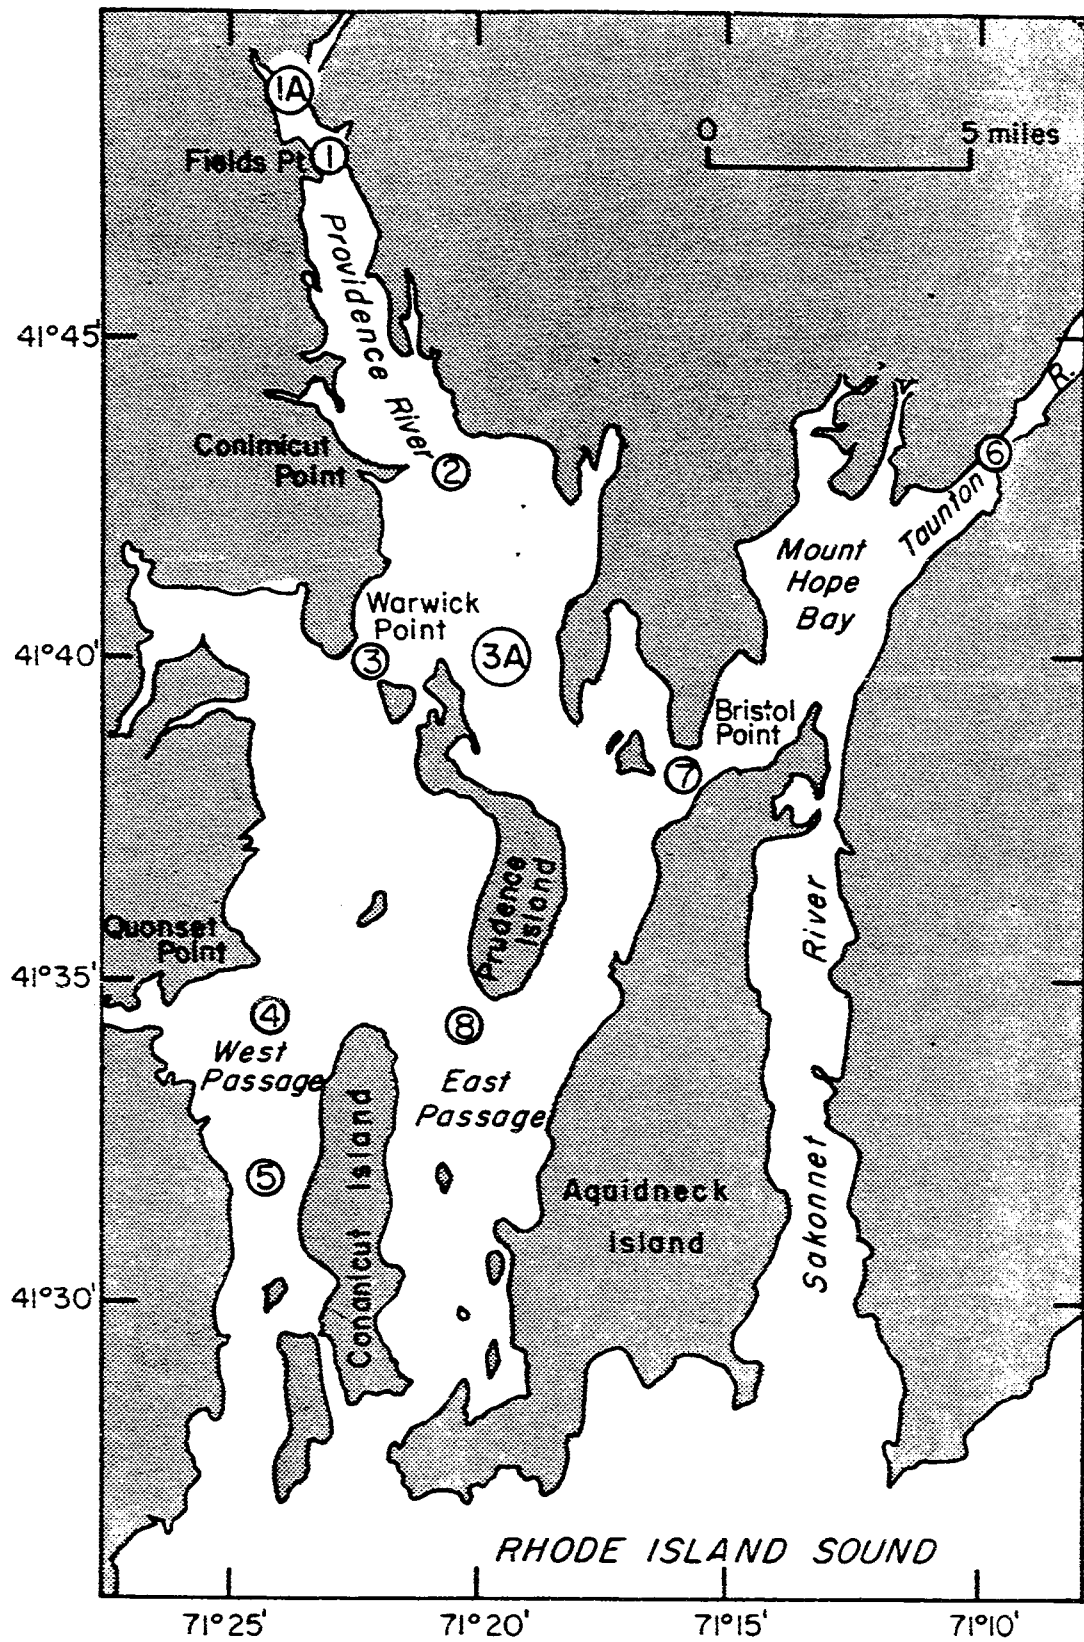 1A
0 5 miles
Fields Pt.
1
Providence
River
41°45'
R.
Conimicut
Point
2
6
Taunton
Mount
Hope
Bay
Warwick
Point
41°40'
3
3A
Bristol
Point
7
Prudence
Island
River
Quonset
Point
41°35'
4
8
West
Passage
East
Passage
Conanicut Island
5
Aquidneck
Island
Sakonnet
41°30'
RHODE ISLAND SOUND
71°25' 71°20' 71°15' 71°10'